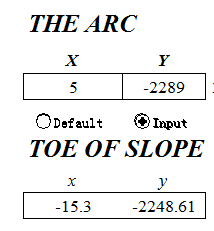 THE ARC
X Y
5 -2289
Default Input
TOE OF SLOPE
x y
-15.3 -2248.61